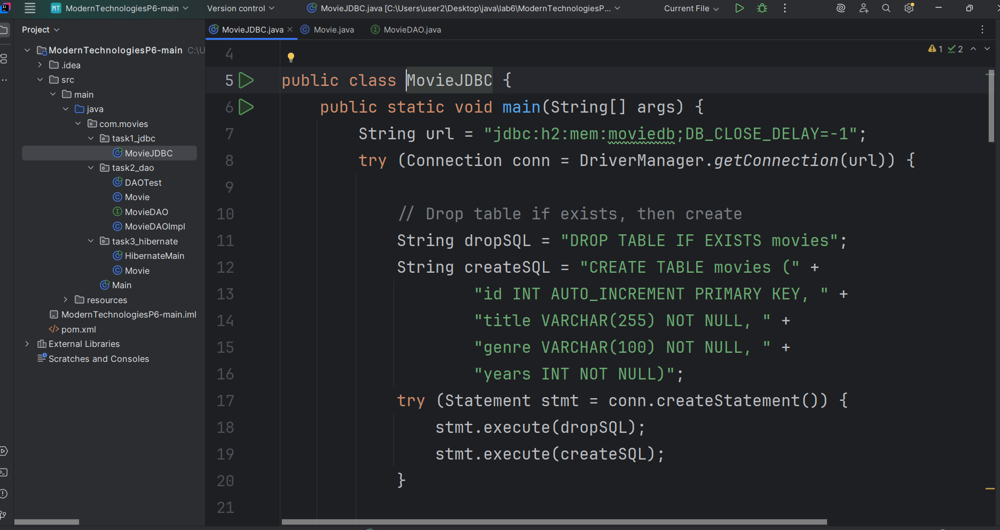 MT ModernTechnologiesP6-main Version control MovieJDBC.java [C:\Users\user2\Desktop\java\lab6\ModernTechnologiesP... Current File
Project
ModernTechnologiesP6-main C:\U
.idea
src
main
java
com.movies
task1_jdbc
MovieJDBC
task2_dao
DAOTest
Movie
MovieDAO
MovieDAOImpl
task3_hibernate
HibernateMain
Movie
Main
resources
ModernTechnologiesP6-main.iml
pom.xml
External Libraries
Scratches and Consoles
MovieJDBC.java Movie.java MovieDAO.java
1 2
4
5 public class MovieJDBC {
6 public static void main(String[] args) {
7 String url = "jdbc:h2:mem:moviedb;DB_CLOSE_DELAY=-1";
8 try (Connection conn = DriverManager.getConnection(url)) {
9
10 // Drop table if exists, then create
11 String dropSQL = "DROP TABLE IF EXISTS movies";
12 String createSQL = "CREATE TABLE movies (" +
13 "id INT AUTO_INCREMENT PRIMARY KEY, " +
14 "title VARCHAR(255) NOT NULL, " +
15 "genre VARCHAR(100) NOT NULL, " +
16 "years INT NOT NULL)";
17 try (Statement stmt = conn.createStatement()) {
18 stmt.execute(dropSQL);
19 stmt.execute(createSQL);
20 }
21